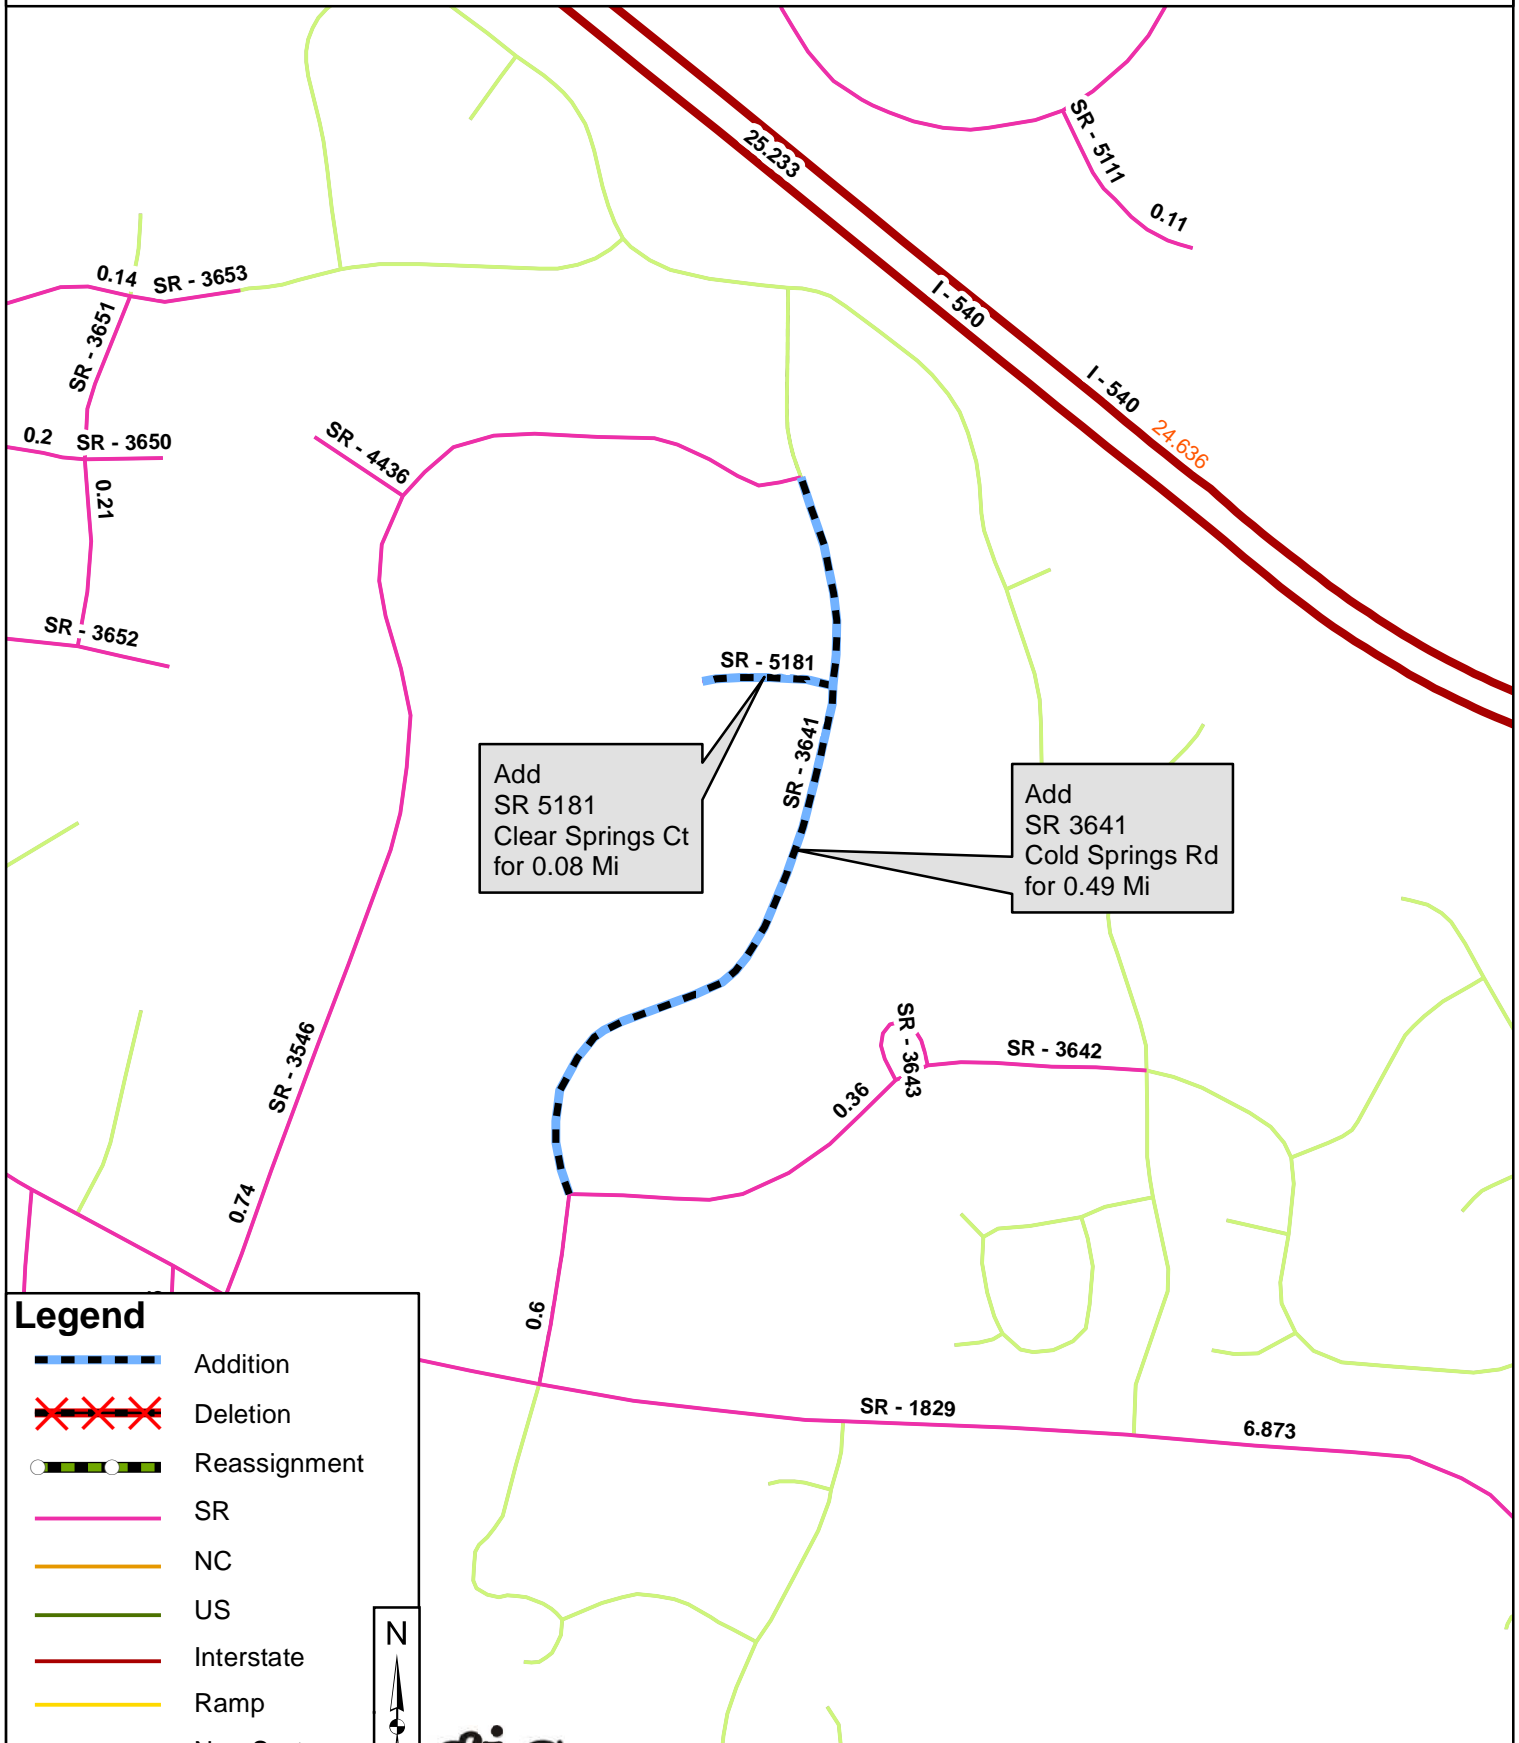 25.233
SR - 5111
0.11
0.14
SR - 3653
I - 540
SR - 3651
I - 540
24.636
0.2
SR - 3650
SR - 4436
0.21
SR - 3652
SR - 5181
SR - 3641
Add
SR 5181
Clear Springs Ct
for 0.08 Mi
Add
SR 3641
Cold Springs Rd
for 0.49 Mi
SR - 3546
SR - 3643
SR - 3642
0.36
0.74
0.6
SR - 1829
6.873
Legend
Addition
Deletion
Reassignment
SR
NC
US
Interstate
Ramp
N